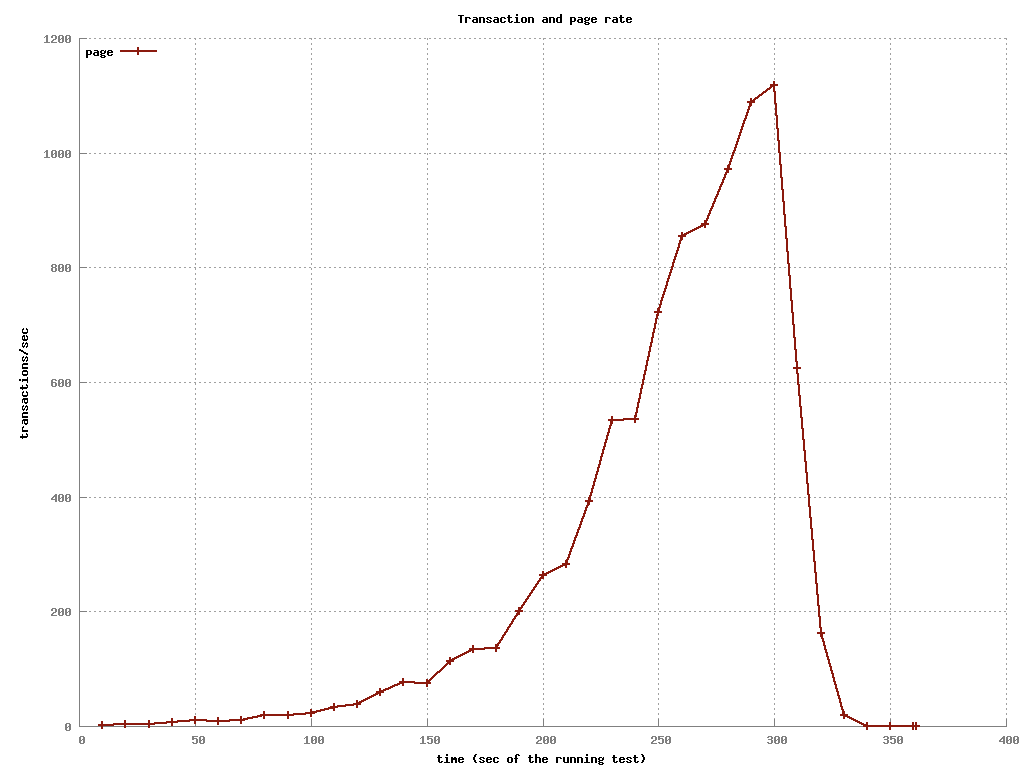 Transaction and page rate
1200
page
1000
800
600
400
200
0
transactions/sec
0 50 100 150 200 250 300 350 400
time (sec of the running test)